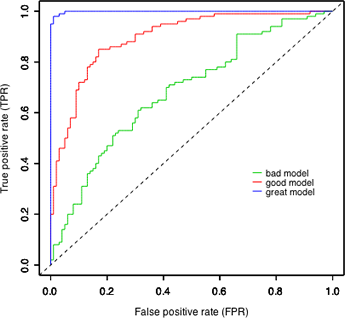 True positive rate (TPR)
1.0
0.8
0.6
0.4
0.2
0.0
bad model
good model
great model
0.0 0.2 0.4 0.6 0.8 1.0
False positive rate (FPR)